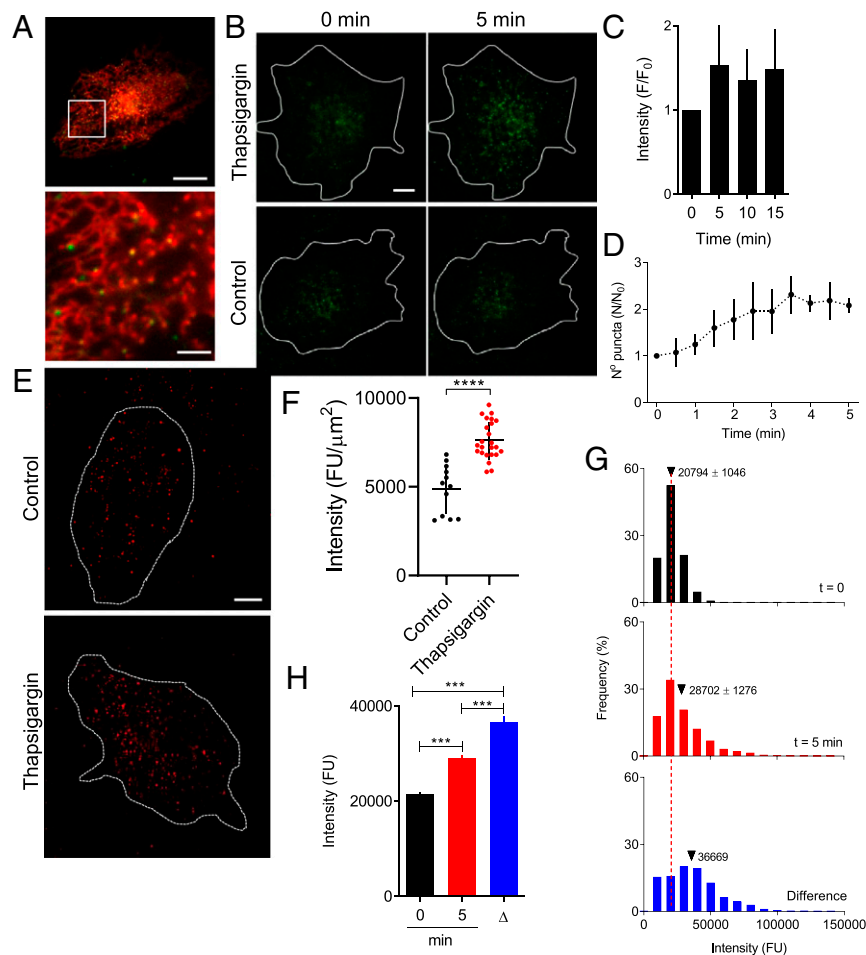 A
B
0 min
5 min
Thapsigargin
Control
C
Intensity (F/F0)
2
1
0
0 5 10 15
Time (min)
D
Nº puncta (N/N0)
3
2
1
0
0 1 2 3 4 5
Time (min)
E
Control
Thapsigargin
F
****
Intensity (FU/μm²)
10000
5000
0
Control
Thapsigargin
G
Frequency (%)
60
30
0
20794 ± 1046
t = 0
60
30
0
28702 ± 1276
t = 5 min
60
30
0
36669
Difference
0 50000 100000 150000
Intensity (FU)
H
***
*** 
***
Intensity (FU)
40000
20000
0
0 5 Δ
min